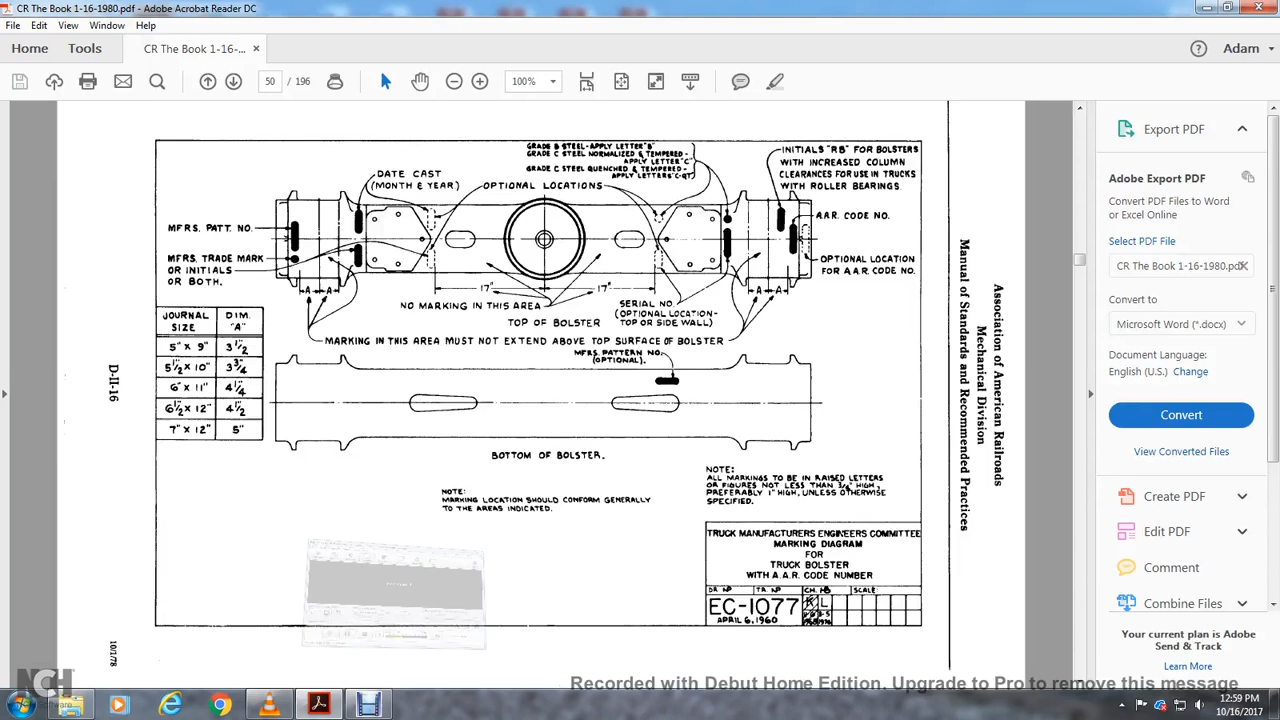 CR The Book 1-16-1980.pdf - Adobe Acrobat Reader DC
File Edit View Window Help
Home Tools CR The Book 1-16-... × Adam
50 / 196 100%
GRADE B STEEL-APPLY LETTER "B"
GRADE C STEEL NORMALIZED & TEMPERED-
APPLY LETTER "C"
GRADE C STEEL QUENCHED & TEMPERED-
APPLY LETTERS "C-QT"
INITIALS "RB" FOR BOLSTERS
WITH INCREASED COLUMN
CLEARANCES FOR USE IN TRUCKS
WITH ROLLER BEARINGS
DATE CAST
(MONTH & YEAR)
OPTIONAL LOCATIONS
A.A.R. CODE NO.
MFRS. PATT. NO.
MFRS. TRADE MARK
OR INITIALS
OR BOTH.
OPTIONAL LOCATION
FOR A.A.R. CODE NO.
A A 17" 17" A A
NO MARKING IN THIS AREA
SERIAL NO.
(OPTIONAL LOCATION-
TOP OR SIDE WALL)
TOP OF BOLSTER
MARKING IN THIS AREA MUST NOT EXTEND ABOVE TOP SURFACE OF BOLSTER
MFRS. PATTERN NO.
(OPTIONAL).
JOURNAL SIZE DIM. "A"
5" X 9" 3 1/2
5 1/2 X 10" 3 3/4
6" X 11" 4 1/4
6 1/2 X 12" 4 1/2
7" X 12" 5"
BOTTOM OF BOLSTER.
NOTE:
MARKING LOCATION SHOULD CONFORM GENERALLY
TO THE AREAS INDICATED.
NOTE:
ALL MARKINGS TO BE IN RAISED LETTERS
OR FIGURES NOT LESS THAN 3/4" HIGH,
PREFERABLY 1" HIGH, UNLESS OTHERWISE
SPECIFIED.
TRUCK MANUFACTURERS ENGINEERS COMMITTEE
MARKING DIAGRAM
FOR
TRUCK BOLSTER
WITH A.A.R. CODE NUMBER
DR. NO. TR. NO. CH. SCALE:
EC-1077 K L
APRIL 6, 1960
D-II-16
10/1/78
Association of American Railroads
Mechanical Division
Manual of Standards and Recommended Practices
Export PDF
Adobe Export PDF
Convert PDF Files to Word
or Excel Online
Select PDF File
CR The Book 1-16-1980.pdf
Convert to
Microsoft Word (*.docx)
Document Language:
English (U.S.) Change
Convert
View Converted Files
Create PDF
Edit PDF
Comment
Combine Files
Your current plan is Adobe
Send & Track
Learn More
NCH
Software
Recorded with Debut Home Edition. Upgrade to Pro to remove this message
12:59 PM
10/16/2017